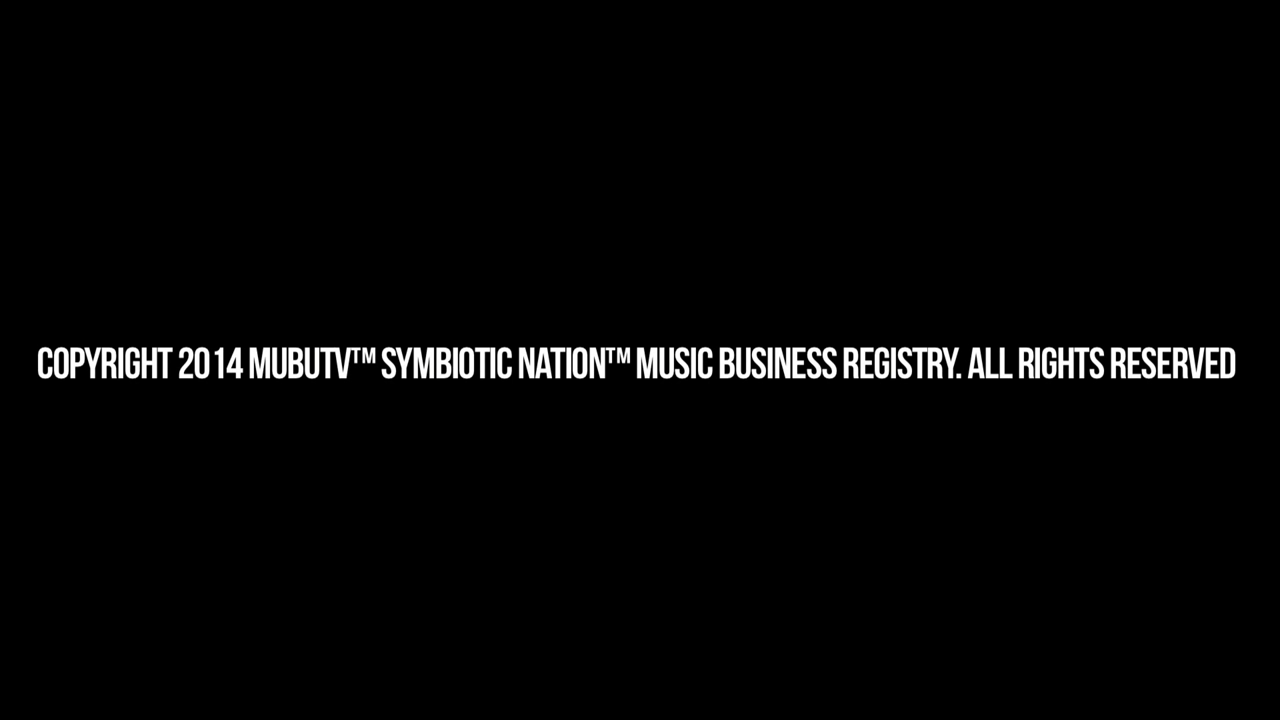 COPYRIGHT 2014 MUBUTV™ SYMBIOTIC NATION™ MUSIC BUSINESS REGISTRY. ALL RIGHTS RESERVED